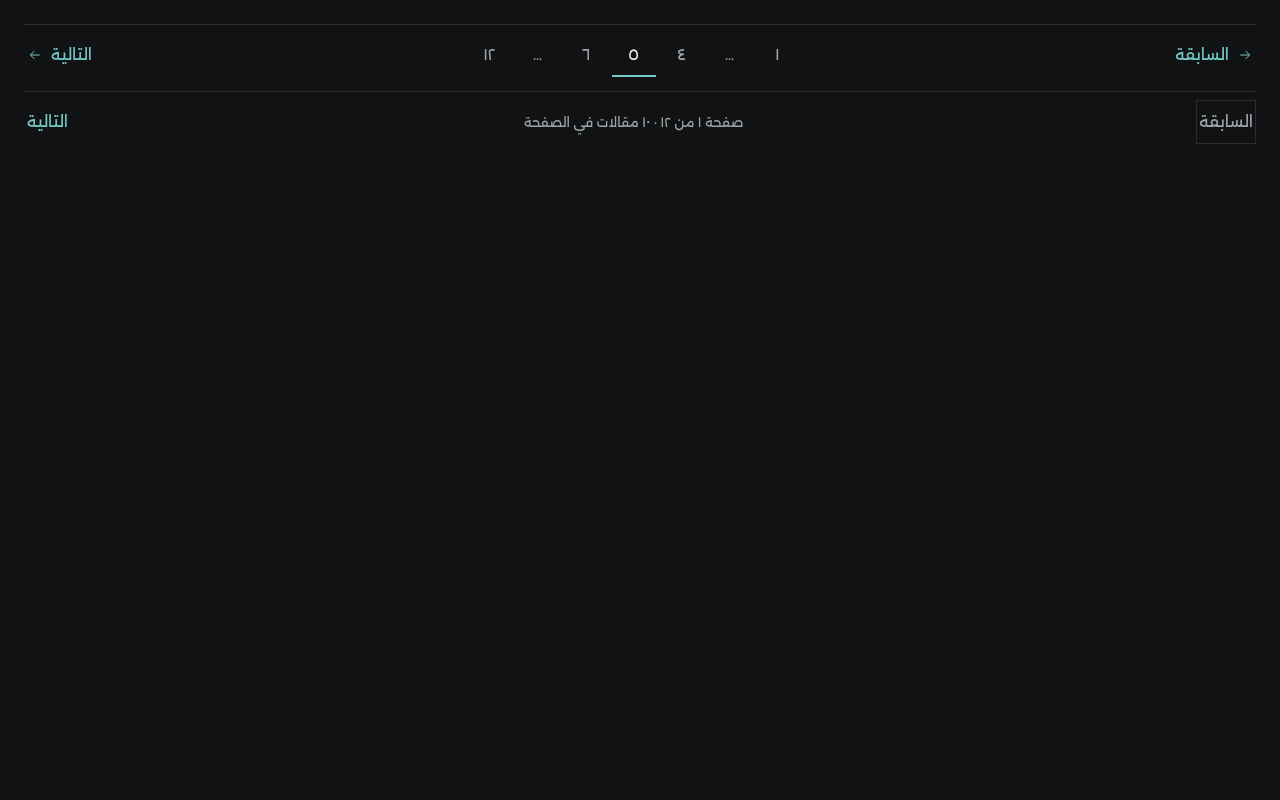 → السابقة ١ … ٤ ٥ ٦ … ١٢ التالية ←
السابقة صفحة ١ من ١٢ · ١٠ مقالات في الصفحة التالية